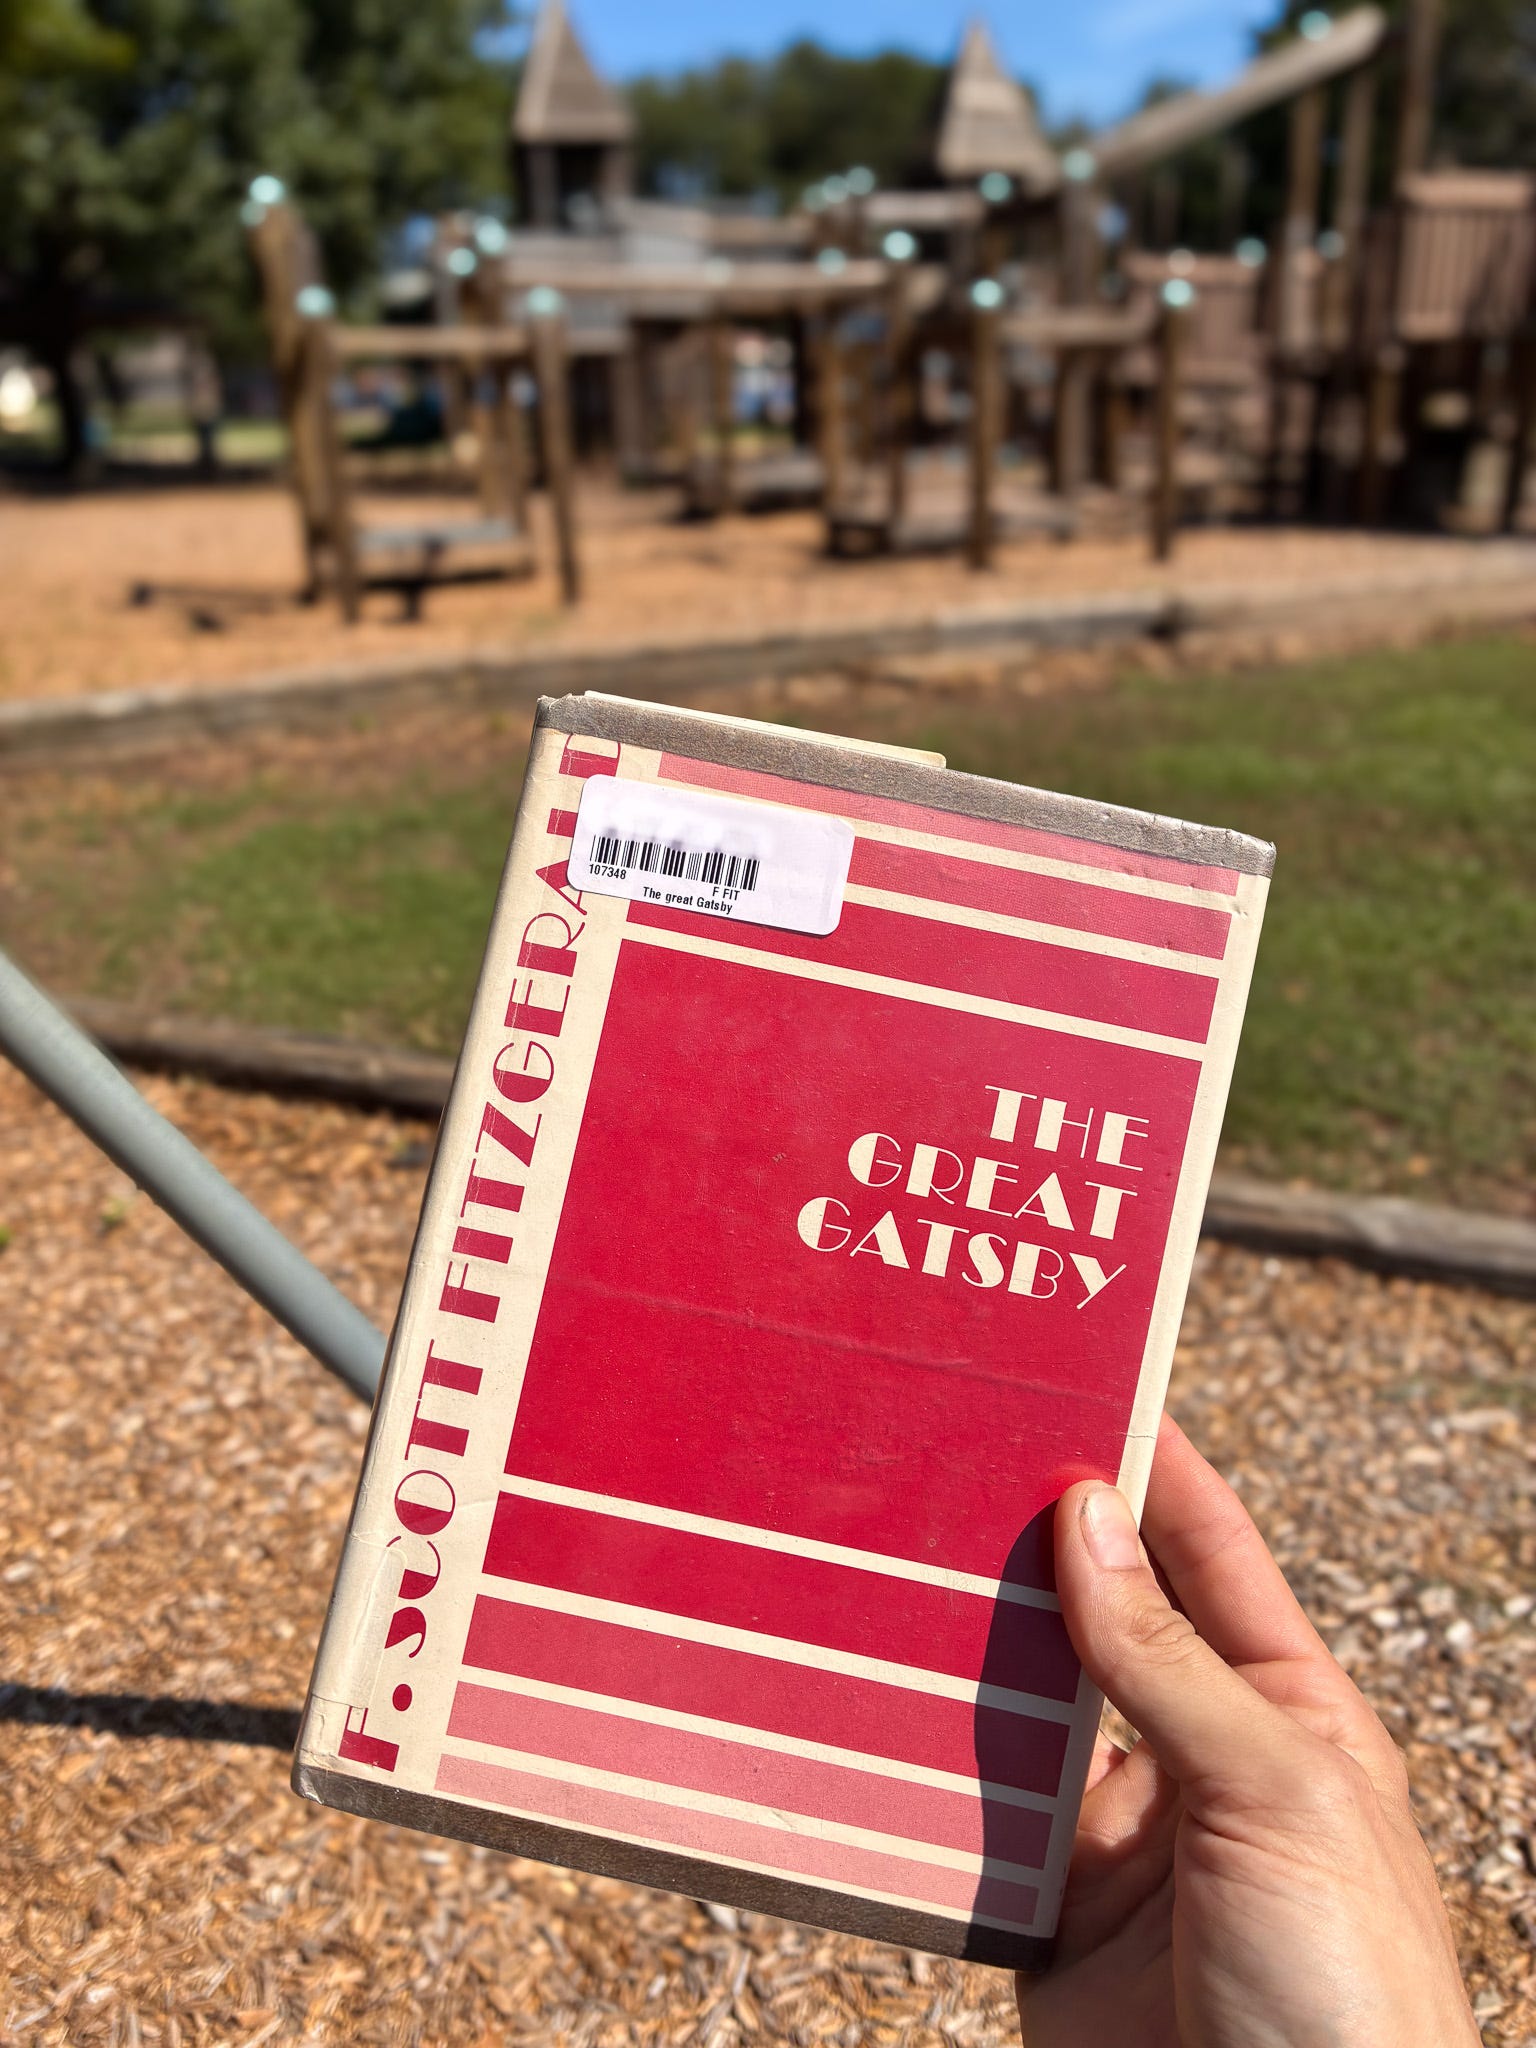 107348
F FIT
The great Gatsby
F. SCOTT FITZGERALD
THE
GREAT
GATSBY